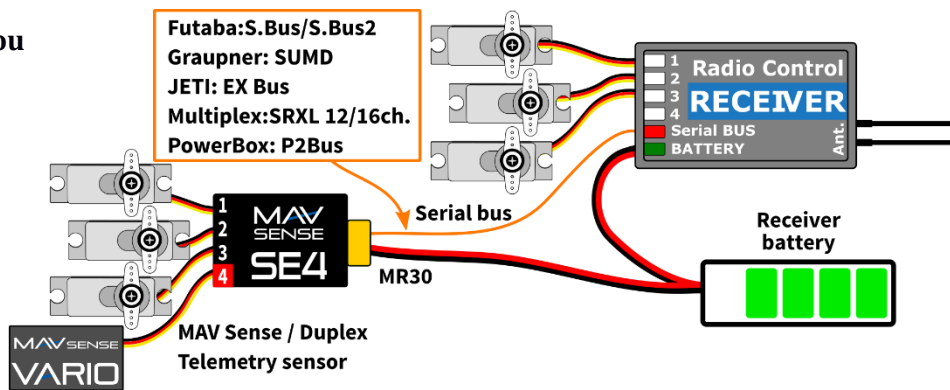 ou
Futaba:S.Bus/S.Bus2
Graupner: SUMD
JETI: EX Bus
Multiplex:SRXL 12/16ch.
PowerBox: P2Bus
1
2
3
4
Radio Control
RECEIVER
Serial BUS
BATTERY
Ant.
Serial bus
MR30
1
2
3
4
MAV
SENSE
SE4
Receiver
battery
MAV Sense / Duplex
Telemetry sensor
MAV SENSE
VARIO